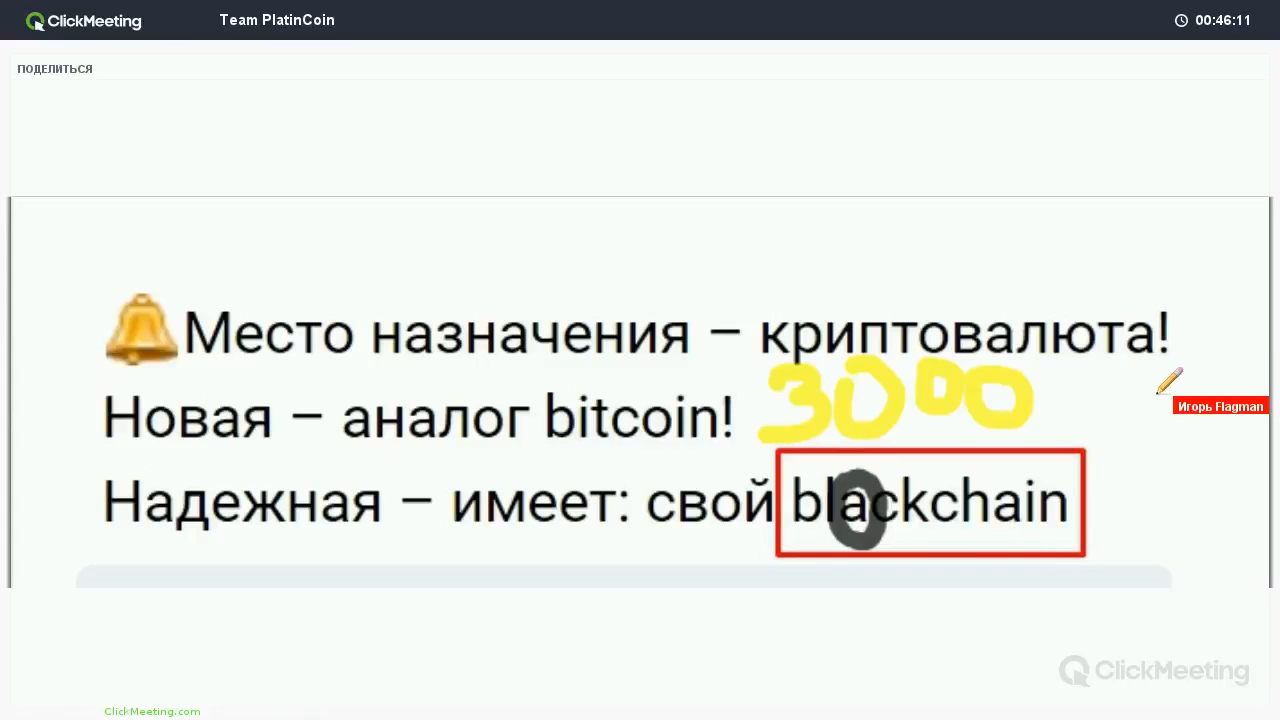 ClickMeeting Team PlatinCoin 00:46:11
ПОДЕЛИТЬСЯ
🔔Место назначения – криптовалюта!
Новая – аналог bitcoin! 3000
Игорь Flagman
Надежная – имеет: свой blockchain
ClickMeeting
ClickMeeting.com